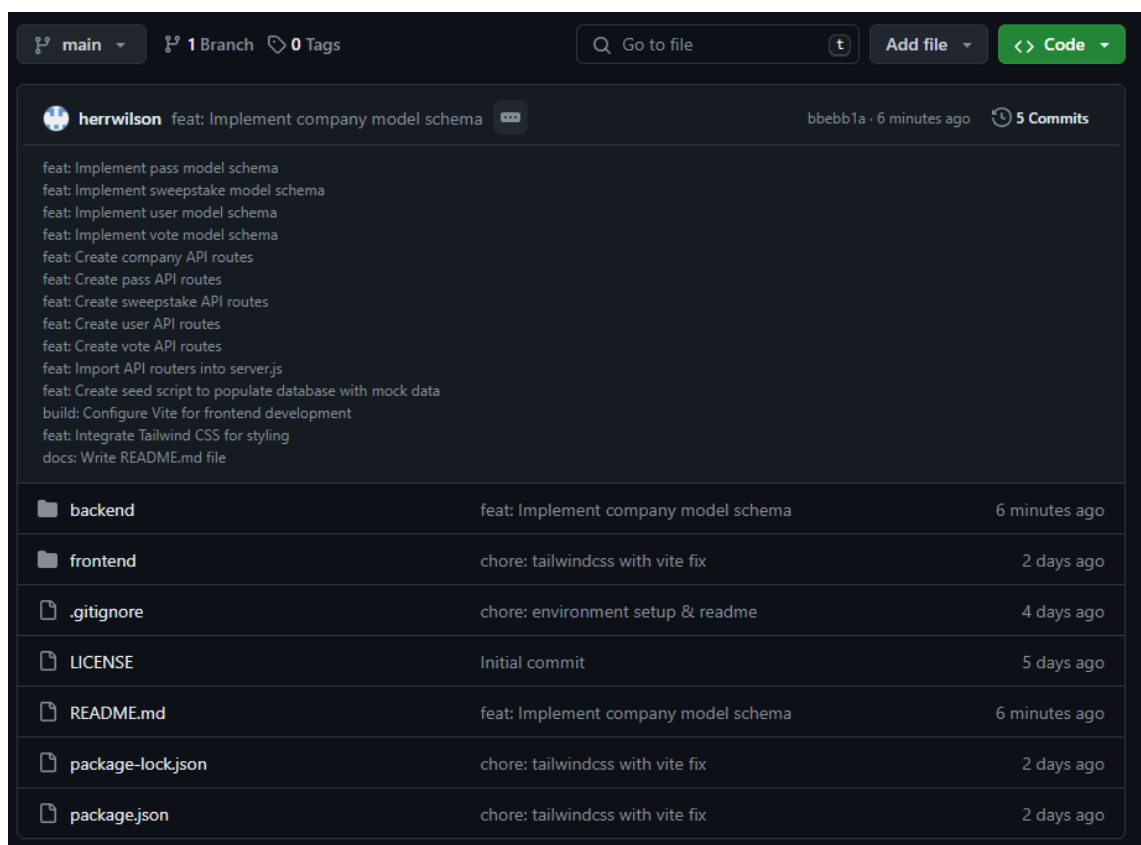 main 1 Branch 0 Tags Go to file t Add file <> Code
herrwilson feat: Implement company model schema ... bbebb1a · 6 minutes ago 5 Commits
feat: Implement pass model schema
feat: Implement sweepstake model schema
feat: Implement user model schema
feat: Implement vote model schema
feat: Create company API routes
feat: Create pass API routes
feat: Create sweepstake API routes
feat: Create user API routes
feat: Create vote API routes
feat: Import API routers into server.js
feat: Create seed script to populate database with mock data
build: Configure Vite for frontend development
feat: Integrate Tailwind CSS for styling
docs: Write README.md file
backend feat: Implement company model schema 6 minutes ago
frontend chore: tailwindcss with vite fix 2 days ago
.gitignore chore: environment setup & readme 4 days ago
LICENSE Initial commit 5 days ago
README.md feat: Implement company model schema 6 minutes ago
package-lock.json chore: tailwindcss with vite fix 2 days ago
package.json chore: tailwindcss with vite fix 2 days ago